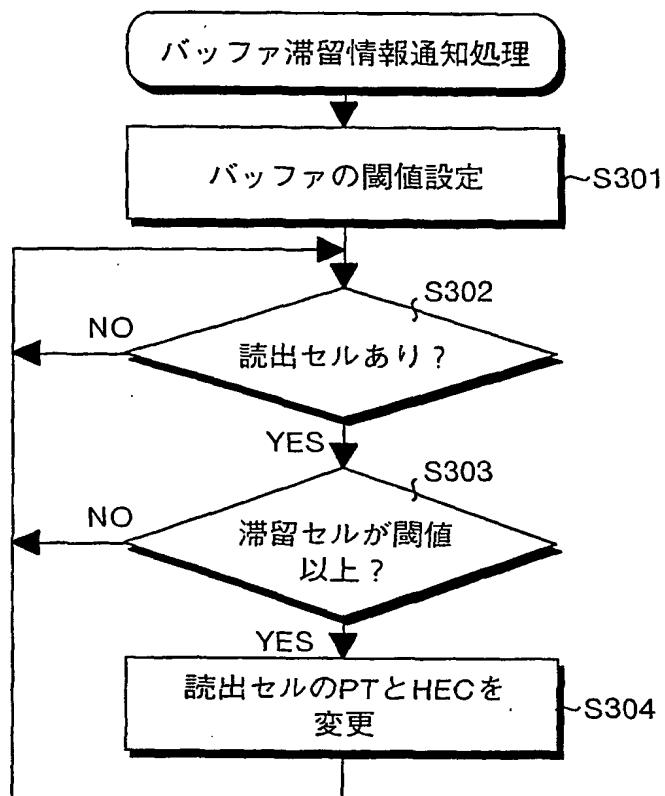 バッファ滞留情報通知処理
バッファの閾値設定
S301
S302
NO
読出セルあり？
YES
S303
NO
滞留セルが閾値
以上？
YES
読出セルのPTとHECを
変更
S304